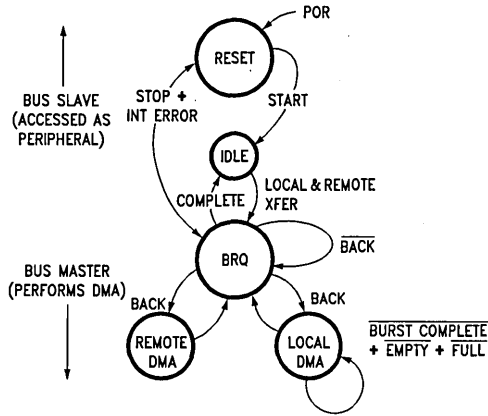 POR
RESET
STOP +
INT ERROR
START
BUS SLAVE
(ACCESSED AS
PERIPHERAL)
IDLE
LOCAL & REMOTE
XFER
COMPLETE
BRQ
BACK
BUS MASTER
(PERFORMS DMA)
BACK
BACK
REMOTE
DMA
LOCAL
DMA
BURST COMPLETE
+ EMPTY + FULL